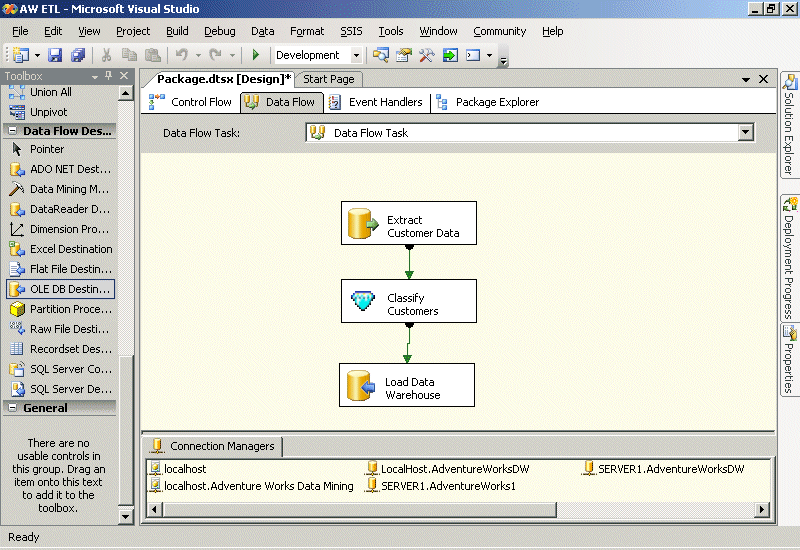 AW ETL - Microsoft Visual Studio
File Edit View Project Build Debug Data Format SSIS Tools Window Community Help
Development
Toolbox
Union All
Unpivot
Data Flow Des...
Pointer
ADO NET Dest...
Data Mining M...
DataReader D...
Dimension Pro...
Excel Destination
Flat File Destin...
OLE DB Destin...
Partition Proce...
Raw File Desti...
Recordset Des...
SQL Server Co...
SQL Server De...
General
There are no
usable controls in
this group. Drag an
item onto this text
to add it to the
toolbox.
Package.dtsx [Design]* Start Page
Control Flow Data Flow Event Handlers Package Explorer
Data Flow Task: Data Flow Task
Extract
Customer Data
Classify
Customers
Load Data
Warehouse
Connection Managers
localhost LocalHost.AdventureWorksDW SERVER1.AdventureWorksDW
localhost.Adventure Works Data Mining SERVER1.AdventureWorks1
Solution Explorer
Deployment Progress
Properties
Ready